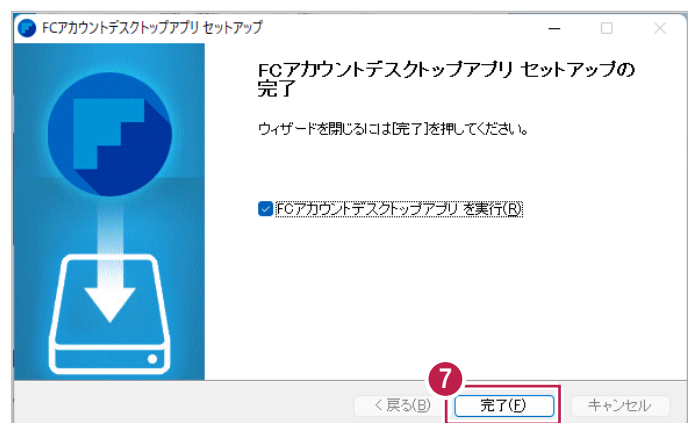 FCアカウントデスクトップアプリ セットアップ
FCアカウントデスクトップアプリ セットアップの
完了
ウィザードを閉じるには[完了]を押してください。
FCアカウントデスクトップアプリ を実行(R)
7
< 戻る(B)
完了(F)
キャンセル